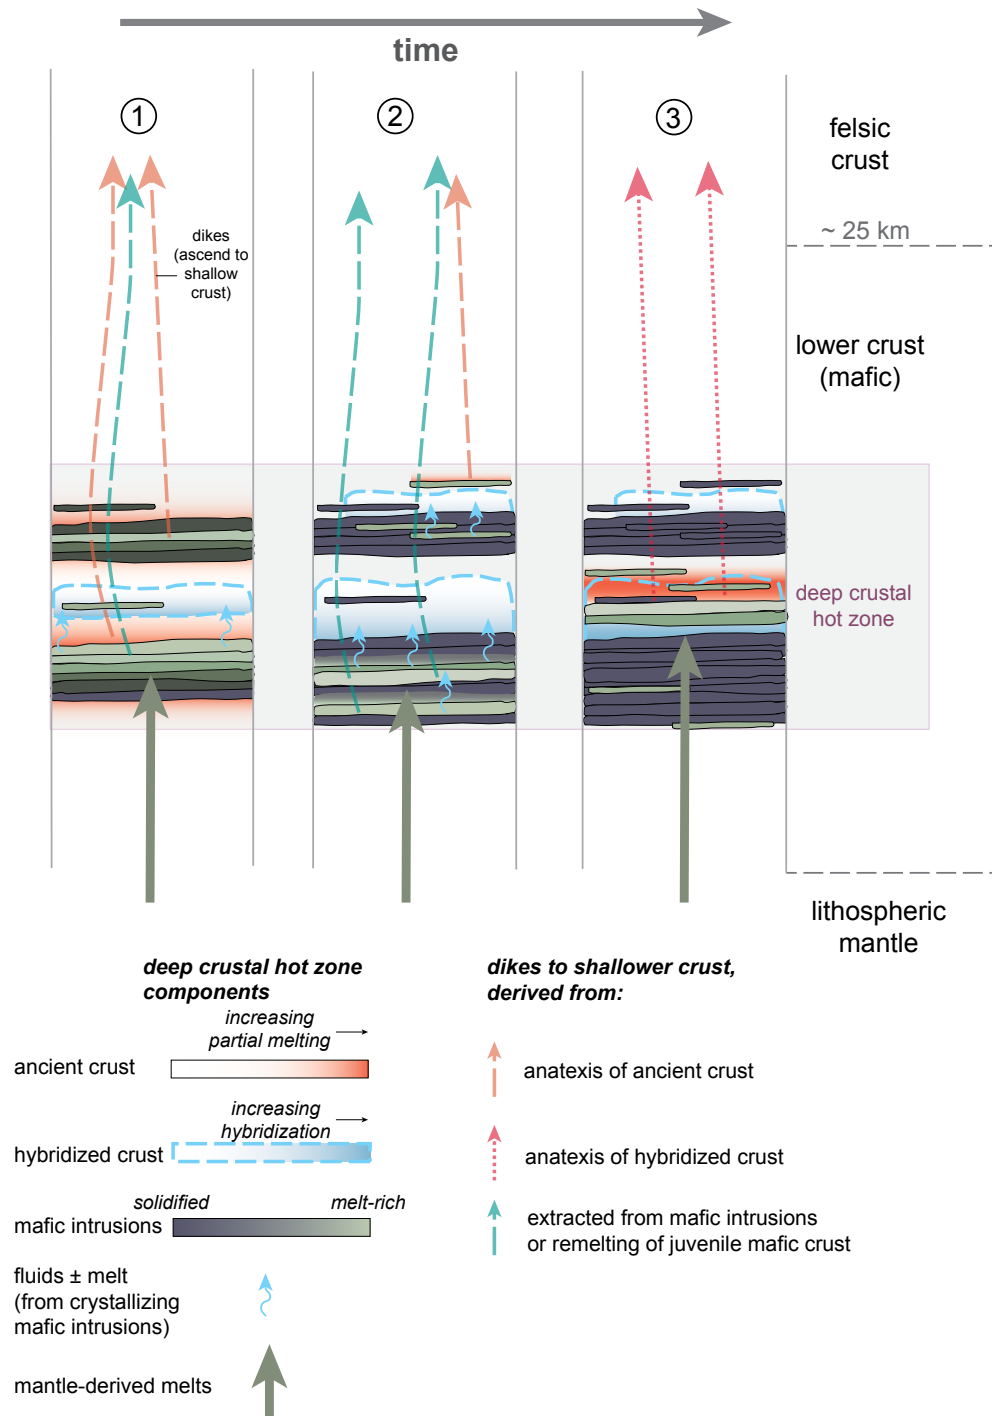 time
1
2
3
felsic
crust
~ 25 km
dikes
(ascend to
shallow
crust)
lower crust
(mafic)
deep crustal
hot zone
lithospheric
mantle
deep crustal hot zone
components
increasing
partial melting
ancient crust
increasing
hybridization
hybridized crust
solidified
melt-rich
mafic intrusions
fluids ± melt
(from crystallizing
mafic intrusions)
mantle-derived melts
dikes to shallower crust,
derived from:
anatexis of ancient crust
anatexis of hybridized crust
extracted from mafic intrusions
or remelting of juvenile mafic crust